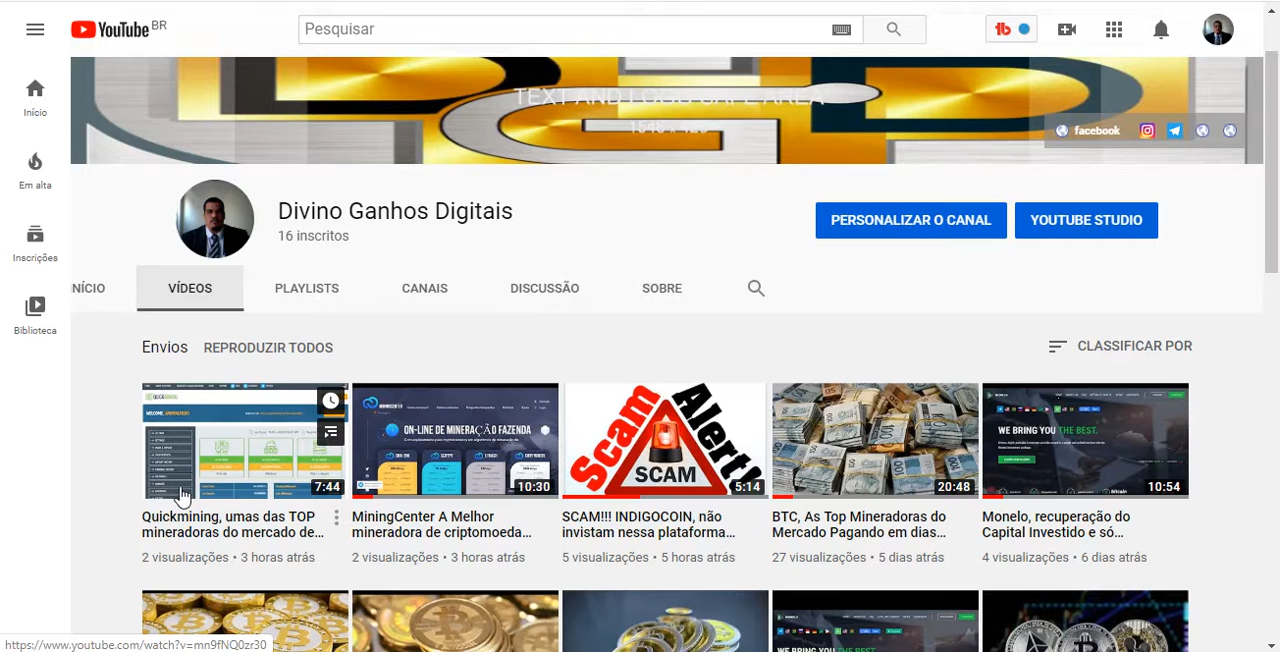 YouTube BR
Pesquisar
Início
Em alta
Inscrições
Biblioteca
TEXT AND LOGO SAFE AREA
facebook
Divino Ganhos Digitais
16 inscritos
PERSONALIZAR O CANAL
YOUTUBE STUDIO
NÍCIO
VÍDEOS
PLAYLISTS
CANAIS
DISCUSSÃO
SOBRE
Envios
REPRODUZIR TODOS
CLASSIFICAR POR
7:44
Quickmining, umas das TOP
mineradoras do mercado de...
2 visualizações • 3 horas atrás
MININGCENTER
ON-LINE DE MINERAÇÃO FAZENDA
10:30
MiningCenter A Melhor
mineradora de criptomoeda...
2 visualizações • 3 horas atrás
Scam Alert!
SCAM
5:14
SCAM!!! INDIGOCOIN, não
invistam nessa plataforma...
5 visualizações • 5 horas atrás
20:48
BTC, As Top Mineradoras do
Mercado Pagando em dias...
27 visualizações • 5 dias atrás
WE BRING YOU THE BEST.
bitcoin
10:54
Monelo, recuperação do
Capital Investido e só...
4 visualizações • 6 dias atrás
https://www.youtube.com/watch?v=mn9fNQ0zr30